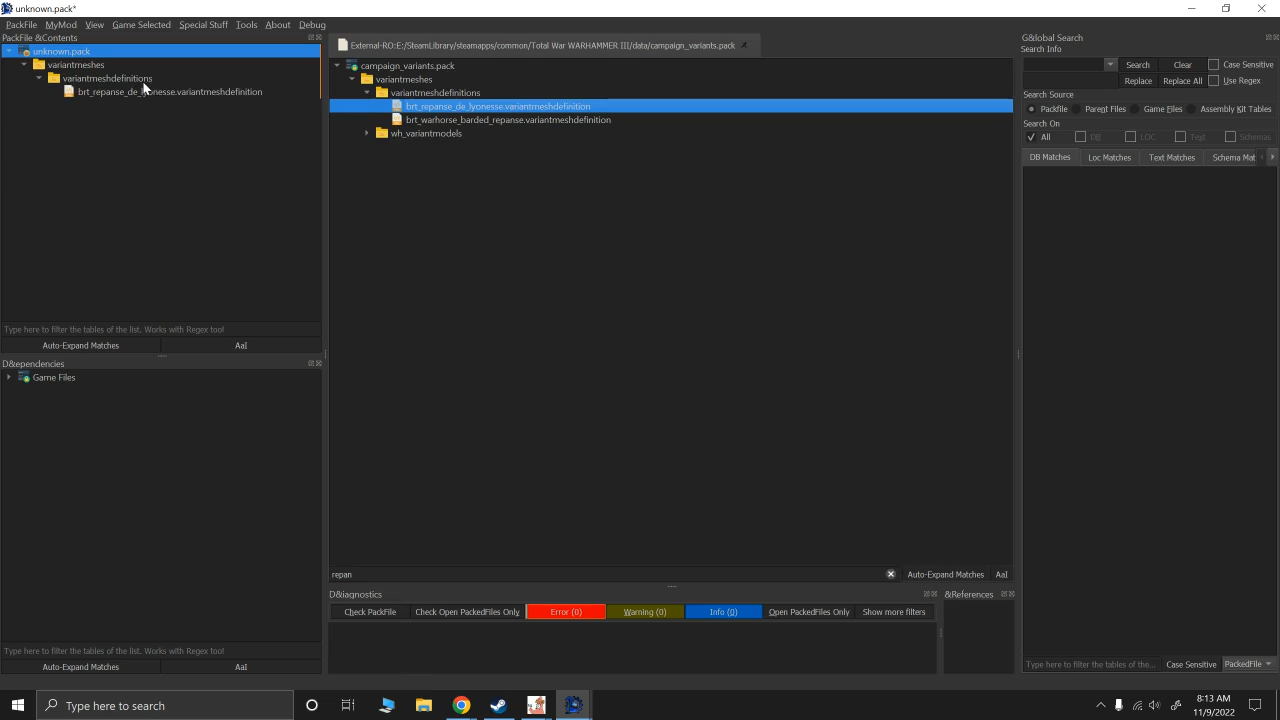 unknown.pack*
PackFile MyMod View Game Selected Special Stuff Tools About Debug
PackFile &Contents
unknown.pack
variantmeshes
variantmeshdefinitions
brt_repanse_de_lyonesse.variantmeshdefinition
Type here to filter the tables of the list. Works with Regex too!
Auto-Expand Matches AaI
D&ependencies
Game Files
Type here to filter the tables of the list. Works with Regex too!
Auto-Expand Matches AaI
External-RO:E:/SteamLibrary/steamapps/common/Total War WARHAMMER III/data/campaign_variants.pack
campaign_variants.pack
variantmeshes
variantmeshdefinitions
brt_repanse_de_lyonesse.variantmeshdefinition
brt_warhorse_barded_repanse.variantmeshdefinition
wh_variantmodels
repan Auto-Expand Matches AaI
D&iagnostics
Check PackFile Check Open PackedFiles Only Error (0) Warning (0) Info (0) Open PackedFiles Only Show more filters
&References
G&lobal Search
Search Info
Search Clear Case Sensitive
Replace Replace All Use Regex
Search Source
Packfile Parent Files Game Files Assembly Kit Tables
Search On
All DB LOC Text Schemas
DB Matches Loc Matches Text Matches Schema Mat
Type here to filter the tables of the... Case Sensitive PackedFile
Type here to search
8:13 AM
11/9/2022